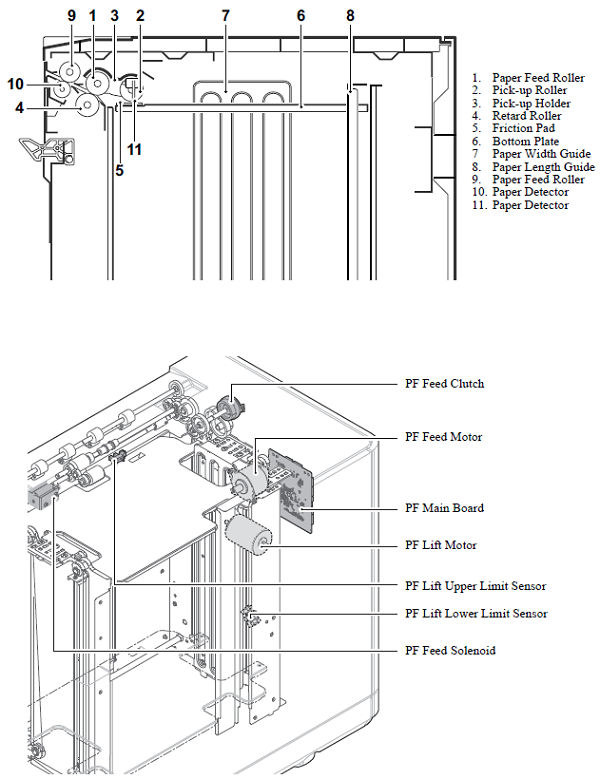 9 1 3 2 7 6 8
10
4
11
5
1. Paper Feed Roller
2. Pick-up Roller
3. Pick-up Holder
4. Retard Roller
5. Friction Pad
6. Bottom Plate
7 Paper Width Guide
8. Paper Length Guide
9. Paper Feed Roller
10. Paper Detector
11. Paper Detector
PF Feed Clutch
PF Feed Motor
PF Main Board
PF Lift Motor
PF Lift Upper Limit Sensor
PF Lift Lower Limit Sensor
PF Feed Solenoid